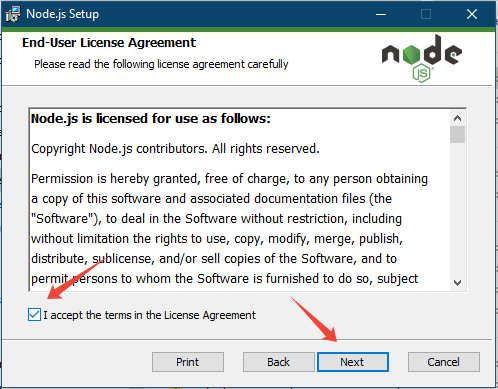 Node.js Setup
End-User License Agreement
Please read the following license agreement carefully
node
JS
Node.js is licensed for use as follows:
Copyright Node.js contributors. All rights reserved.
Permission is hereby granted, free of charge, to any person obtaining
a copy of this software and associated documentation files (the
"Software"), to deal in the Software without restriction, including
without limitation the rights to use, copy, modify, merge, publish,
distribute, sublicense, and/or sell copies of the Software, and to
permit persons to whom the Software is furnished to do so, subject
I accept the terms in the License Agreement
Print Back Next Cancel